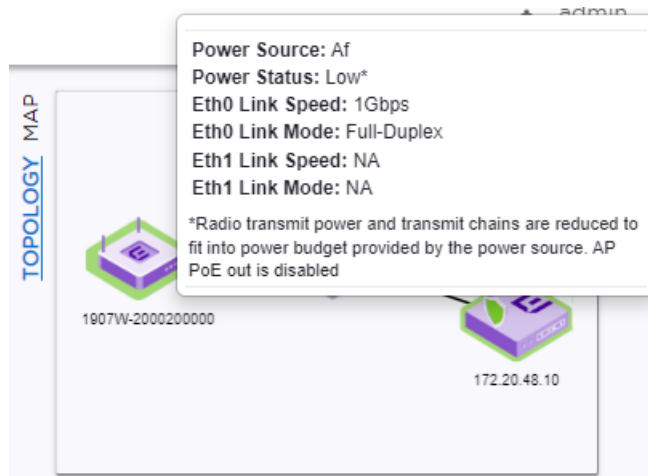 admin
Power Source: Af
Power Status: Low*
Eth0 Link Speed: 1Gbps
Eth0 Link Mode: Full-Duplex
Eth1 Link Speed: NA
Eth1 Link Mode: NA
*Radio transmit power and transmit chains are reduced to
fit into power budget provided by the power source. AP
PoE out is disabled
TOPOLOGY MAP
1907W-2000200000
172.20.48.10